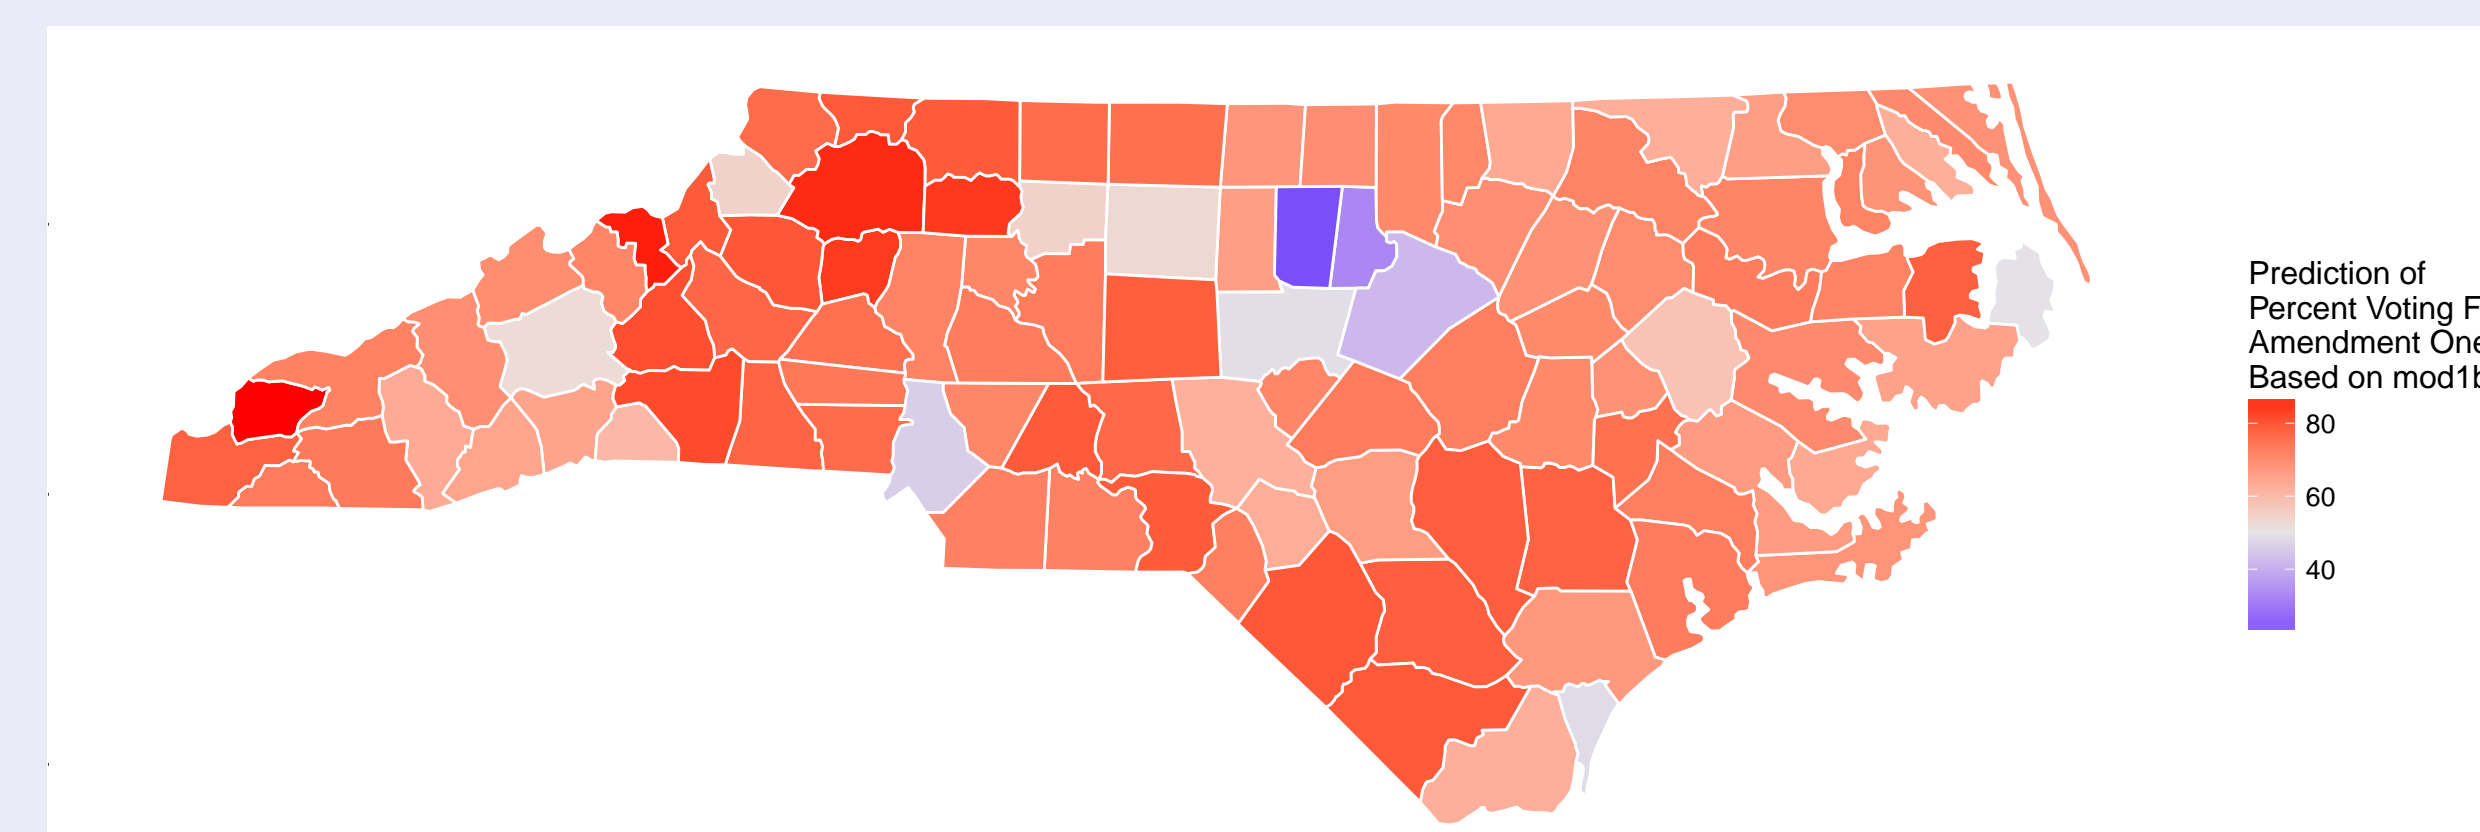 Prediction of
Percent Voting F
Amendment One
Based on mod1b
80
60
40